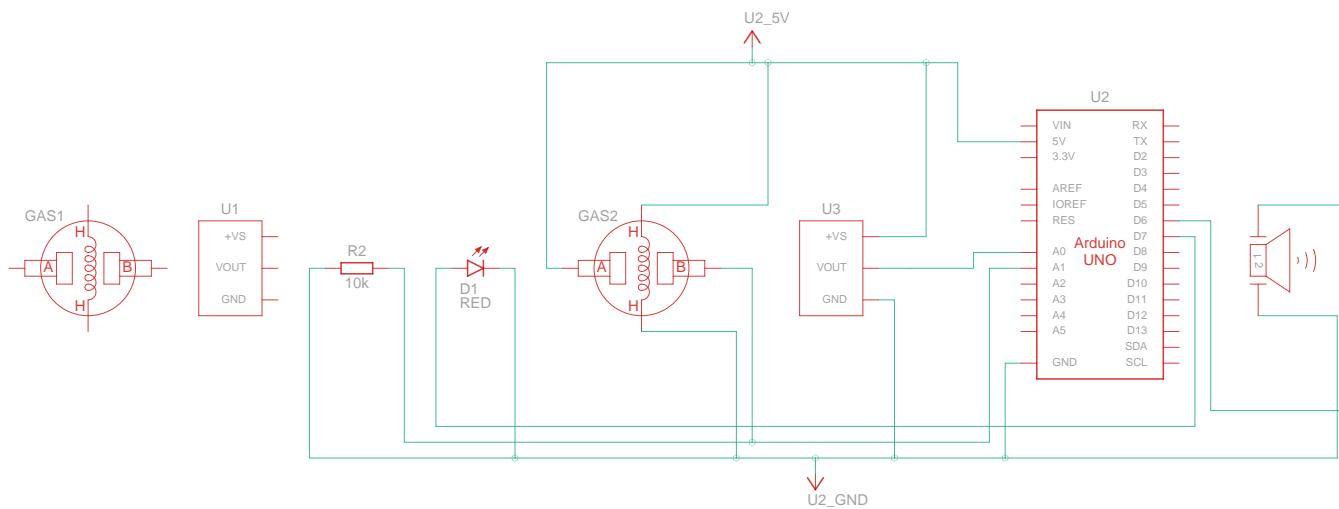 U2_5V
GAS1
H
A
B
H
U1
+VS
VOUT
GND
R2
10k
D1
RED
GAS2
H
A
B
H
U3
+VS
VOUT
GND
U2
VIN
5V
3.3V
AREF
IOREF
RES
A0
A1
A2
A3
A4
A5
GND
Arduino
UNO
RX
TX
D2
D3
D4
D5
D6
D7
D8
D9
D10
D11
D12
D13
SDA
SCL
1 2
U2_GND